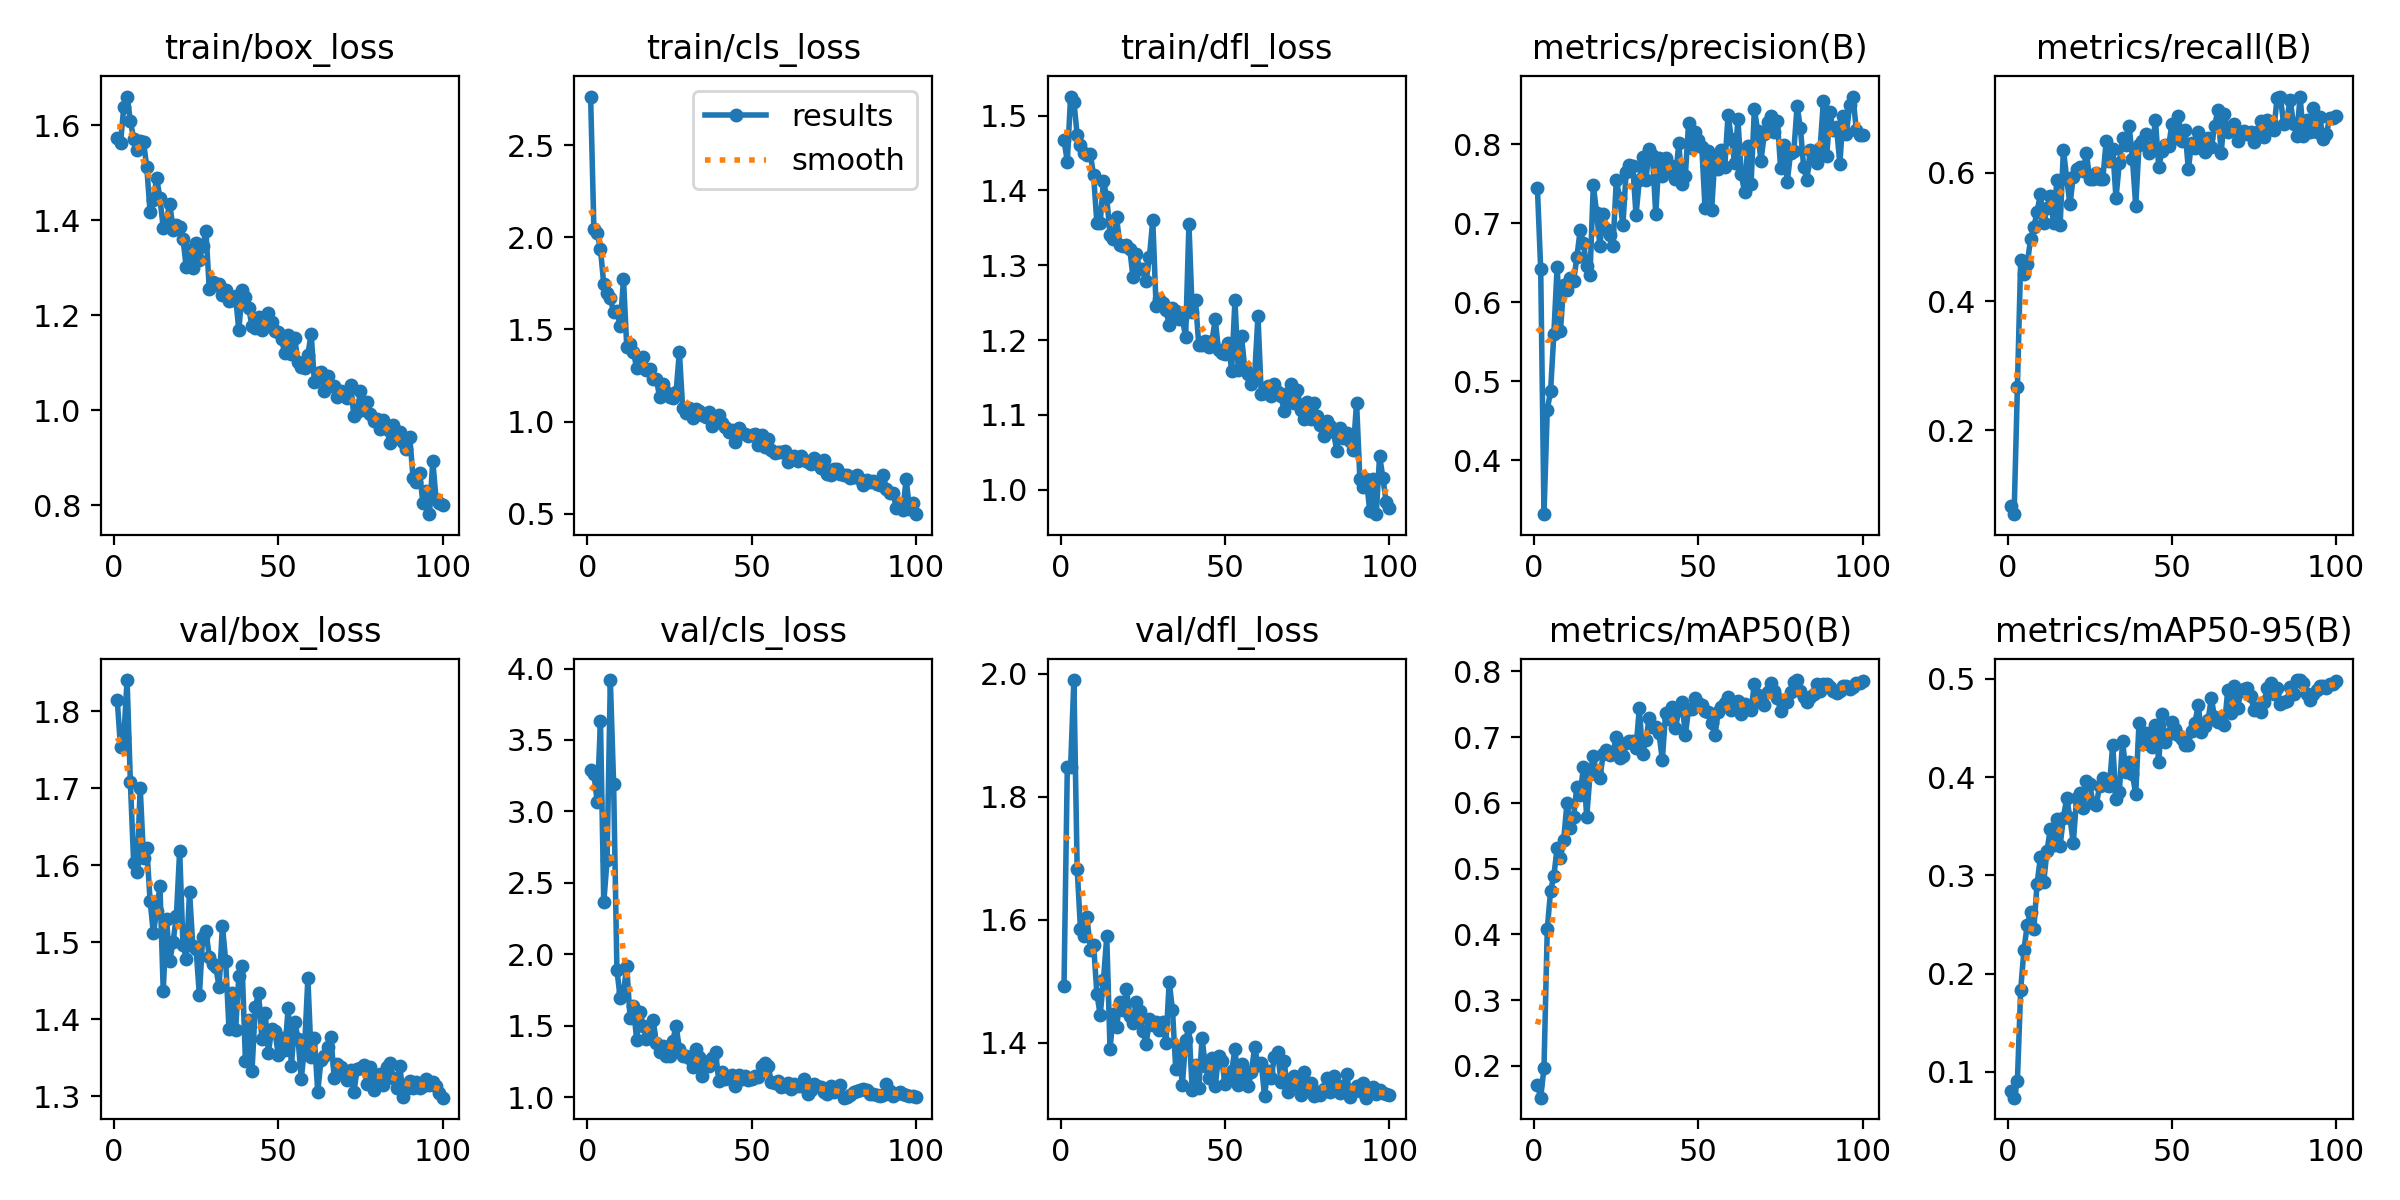 train/box_loss
train/cls_loss
train/dfl_loss
metrics/precision(B)
metrics/recall(B)
1.6
1.4
1.2
1.0
0.8
0 50 100
results
smooth
2.5
2.0
1.5
1.0
0.5
0 50 100
1.5
1.4
1.3
1.2
1.1
1.0
0 50 100
0.8
0.7
0.6
0.5
0.4
0 50 100
0.6
0.4
0.2
0 50 100
val/box_loss
val/cls_loss
val/dfl_loss
metrics/mAP50(B)
metrics/mAP50-95(B)
1.8
1.7
1.6
1.5
1.4
1.3
0 50 100
4.0
3.5
3.0
2.5
2.0
1.5
1.0
0 50 100
2.0
1.8
1.6
1.4
0 50 100
0.8
0.7
0.6
0.5
0.4
0.3
0.2
0 50 100
0.5
0.4
0.3
0.2
0.1
0 50 100